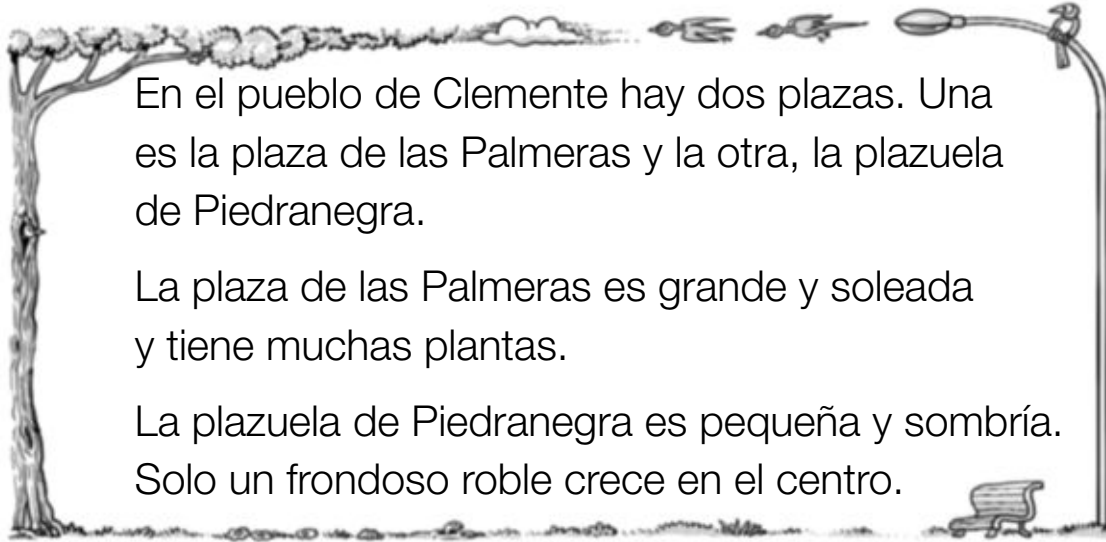 En el pueblo de Clemente hay dos plazas. Una
es la plaza de las Palmeras y la otra, la plazuela
de Piedranegra.
La plaza de las Palmeras es grande y soleada
y tiene muchas plantas.
La plazuela de Piedranegra es pequeña y sombría.
Solo un frondoso roble crece en el centro.